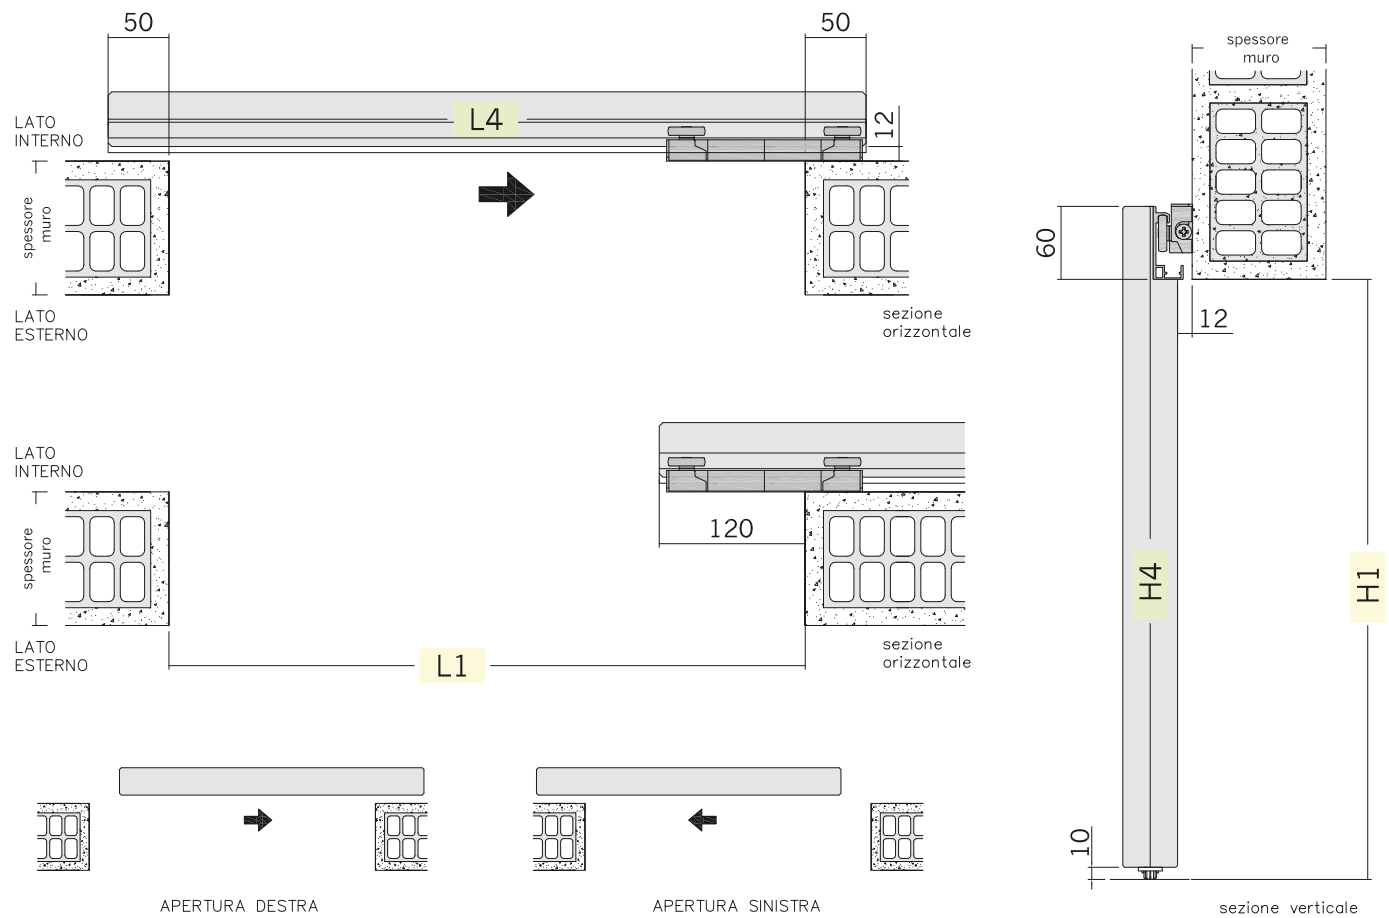 50
50
L4
12
LATO
INTERNO
spessore
muro
LATO
ESTERNO
sezione
orizzontale
LATO
INTERNO
spessore
muro
120
LATO
ESTERNO
L1
sezione
orizzontale
APERTURA DESTRA
APERTURA SINISTRA
spessore
muro
60
12
H4
H1
10
sezione verticale